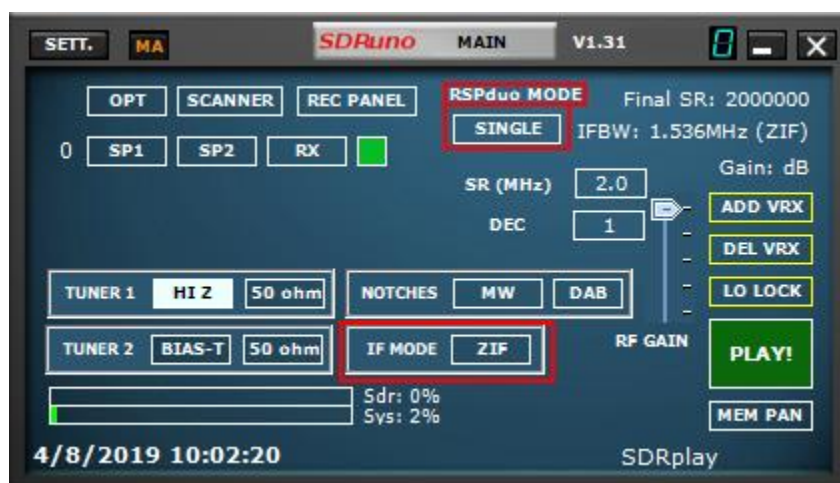 SETT. MA SDRuno MAIN V1.31 0
OPT SCANNER REC PANEL RSPduo MODE Final SR: 2000000
SINGLE IFBW: 1.536MHz (ZIF)
0 SP1 SP2 RX
Gain: dB
SR (MHz) 2.0
ADD VRX
DEC 1
DEL VRX
TUNER 1 HI Z 50 ohm NOTCHES MW DAB LO LOCK
TUNER 2 BIAS-T 50 ohm IF MODE ZIF RF GAIN PLAY!
Sdr: 0%
Sys: 2%
MEM PAN
4/8/2019 10:02:20 SDRplay